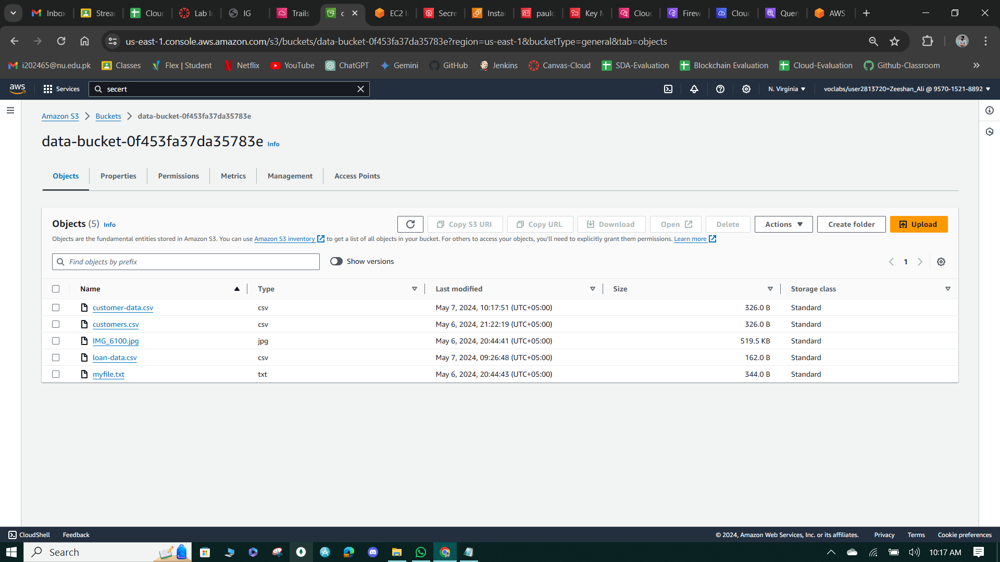 Inbox Strea Clouc Lab In IG Trails c EC2 I Secre Instar paulo Key M Clouc Firew Clouc Query AWS
us-east-1.console.aws.amazon.com/s3/buckets/data-bucket-0f453fa37da35783e?region=us-east-1&bucketType=general&tab=objects
i202465@nu.edu.pk Classes Flex | Student Netflix YouTube ChatGPT Gemini GitHub Jenkins Canvas-Cloud SDA-Evaluation Blockchain Evaluation Cloud-Evaluation Github-Classroom
aws Services secert N. Virginia voclabs/user2813720=Zeeshan_Ali @ 9570-1521-8892
Amazon S3 Buckets data-bucket-0f453fa37da35783e
data-bucket-0f453fa37da35783e Info
Objects Properties Permissions Metrics Management Access Points
Objects (5) Info Copy S3 URI Copy URL Download Open Delete Actions Create folder Upload
Objects are the fundamental entities stored in Amazon S3. You can use Amazon S3 inventory to get a list of all objects in your bucket. For others to access your objects, you'll need to explicitly grant them permissions. Learn more
Find objects by prefix Show versions 1
Name Type Last modified Size Storage class
customer-data.csv csv May 7, 2024, 10:17:51 (UTC+05:00) 326.0 B Standard
customers.csv csv May 6, 2024, 21:22:19 (UTC+05:00) 326.0 B Standard
IMG_6100.jpg jpg May 6, 2024, 20:44:41 (UTC+05:00) 519.5 KB Standard
loan-data.csv csv May 7, 2024, 09:26:48 (UTC+05:00) 162.0 B Standard
myfile.txt txt May 6, 2024, 20:44:43 (UTC+05:00) 344.0 B Standard
CloudShell Feedback © 2024, Amazon Web Services, Inc. or its affiliates. Privacy Terms Cookie preferences
Search 10:17 AM